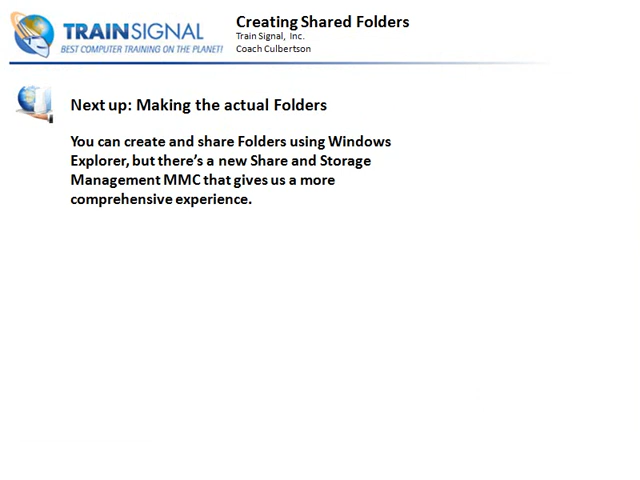 TRAINSIGNAL
BEST COMPUTER TRAINING ON THE PLANET!
Creating Shared Folders
Train Signal, Inc.
Coach Culbertson
Next up: Making the actual Folders
You can create and share Folders using Windows
Explorer, but there’s a new Share and Storage
Management MMC that gives us a more
comprehensive experience.